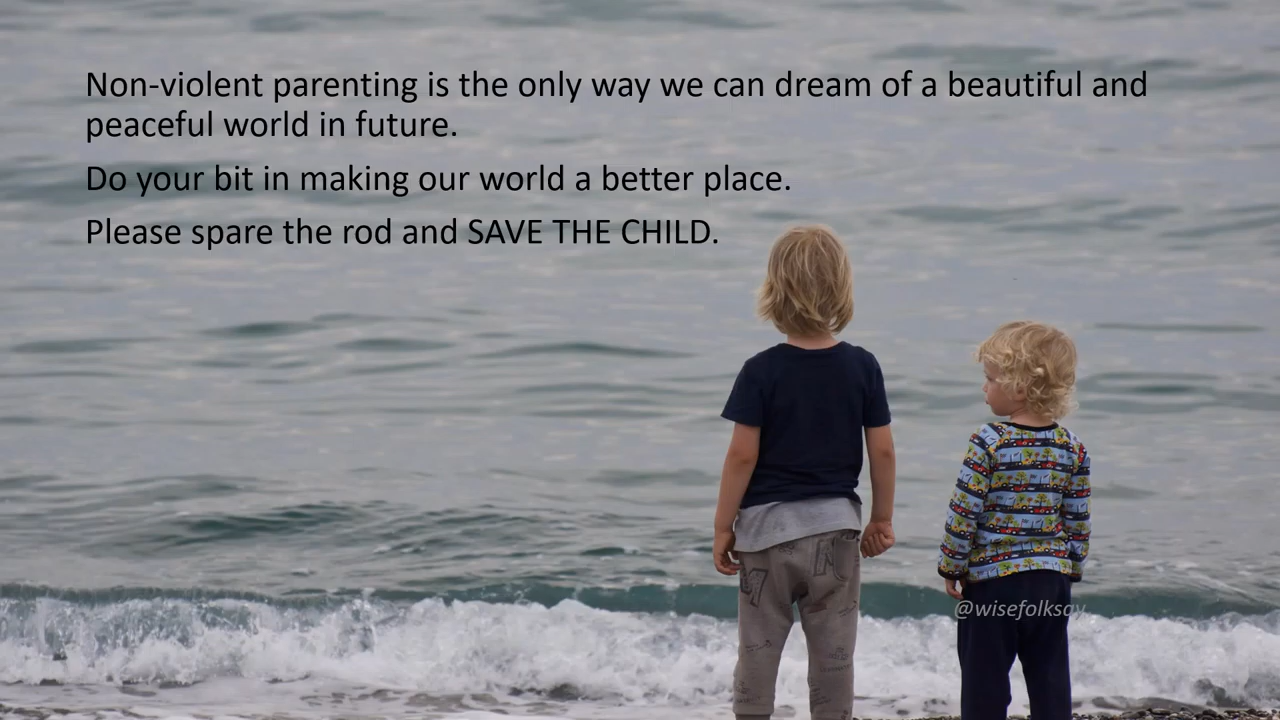 Non-violent parenting is the only way we can dream of a beautiful and
peaceful world in future.
Do your bit in making our world a better place.
Please spare the rod and SAVE THE CHILD.
@wisefolksay